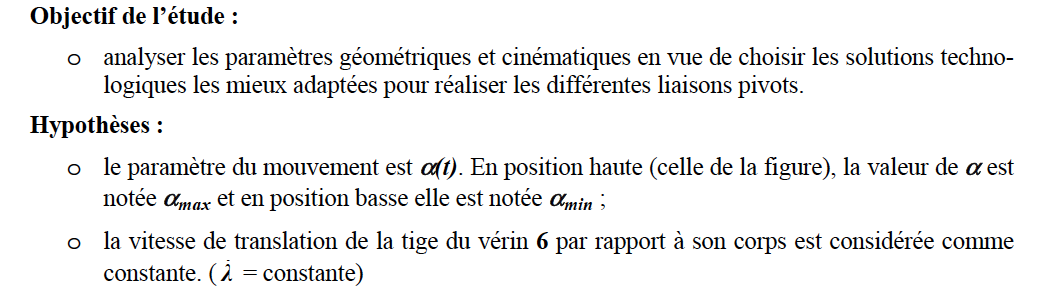 Objectif de l’étude :
o analyser les paramètres géométriques et cinématiques en vue de choisir les solutions techno-
logiques les mieux adaptées pour réaliser les différentes liaisons pivots.
Hypothèses :
o le paramètre du mouvement est α(t). En position haute (celle de la figure), la valeur de α est
notée αmax et en position basse elle est notée αmin ;
o la vitesse de translation de la tige du vérin 6 par rapport à son corps est considérée comme
constante. ( λ̇ = constante)